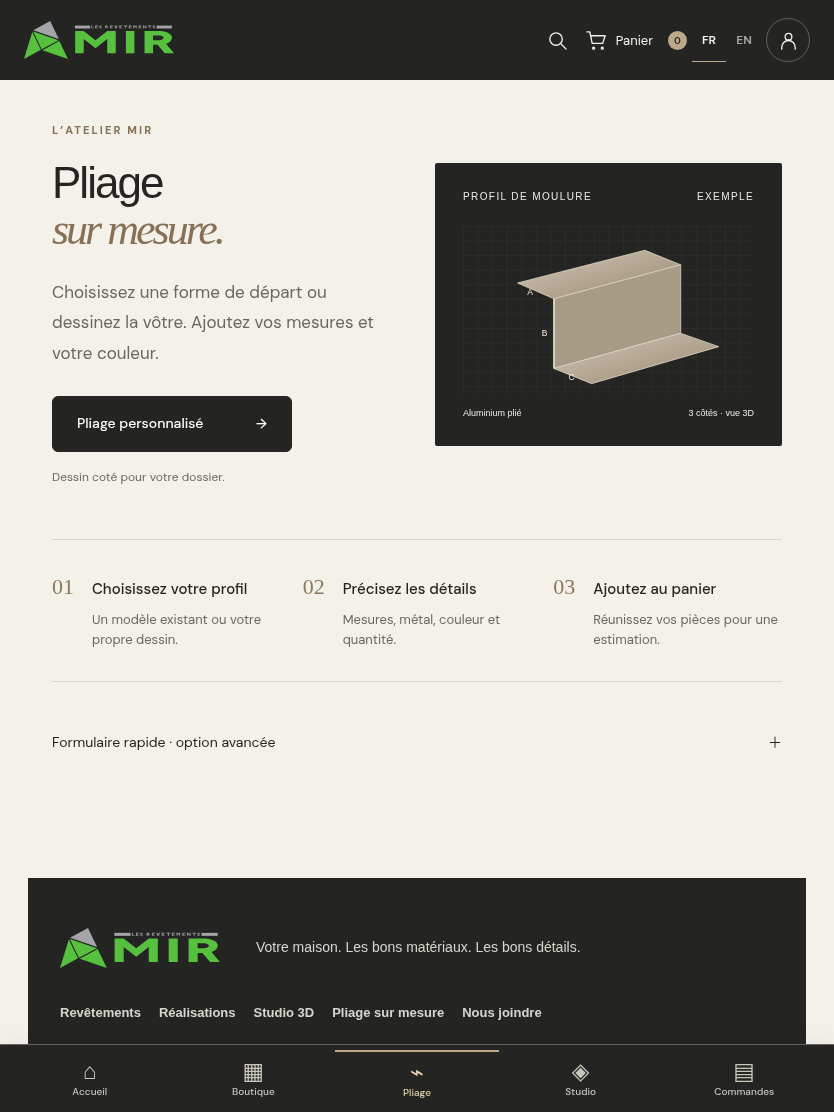 LES REVÊTEMENTS
MIR
Panier 0 FR EN
L'ATELIER MIR
Pliage
sur mesure.
Choisissez une forme de départ ou
dessinez la vôtre. Ajoutez vos mesures et
votre couleur.
Pliage personnalisé →
Dessin coté pour votre dossier.
PROFIL DE MOULURE EXEMPLE
A
B
C
Aluminium plié 3 côtés · vue 3D
01 Choisissez votre profil
Un modèle existant ou votre
propre dessin.
02 Précisez les détails
Mesures, métal, couleur et
quantité.
03 Ajoutez au panier
Réunissez vos pièces pour une
estimation.
Formulaire rapide · option avancée +
LES REVÊTEMENTS
MIR
Votre maison. Les bons matériaux. Les bons détails.
Revêtements Réalisations Studio 3D Pliage sur mesure Nous joindre
Accueil Boutique Pliage Studio Commandes